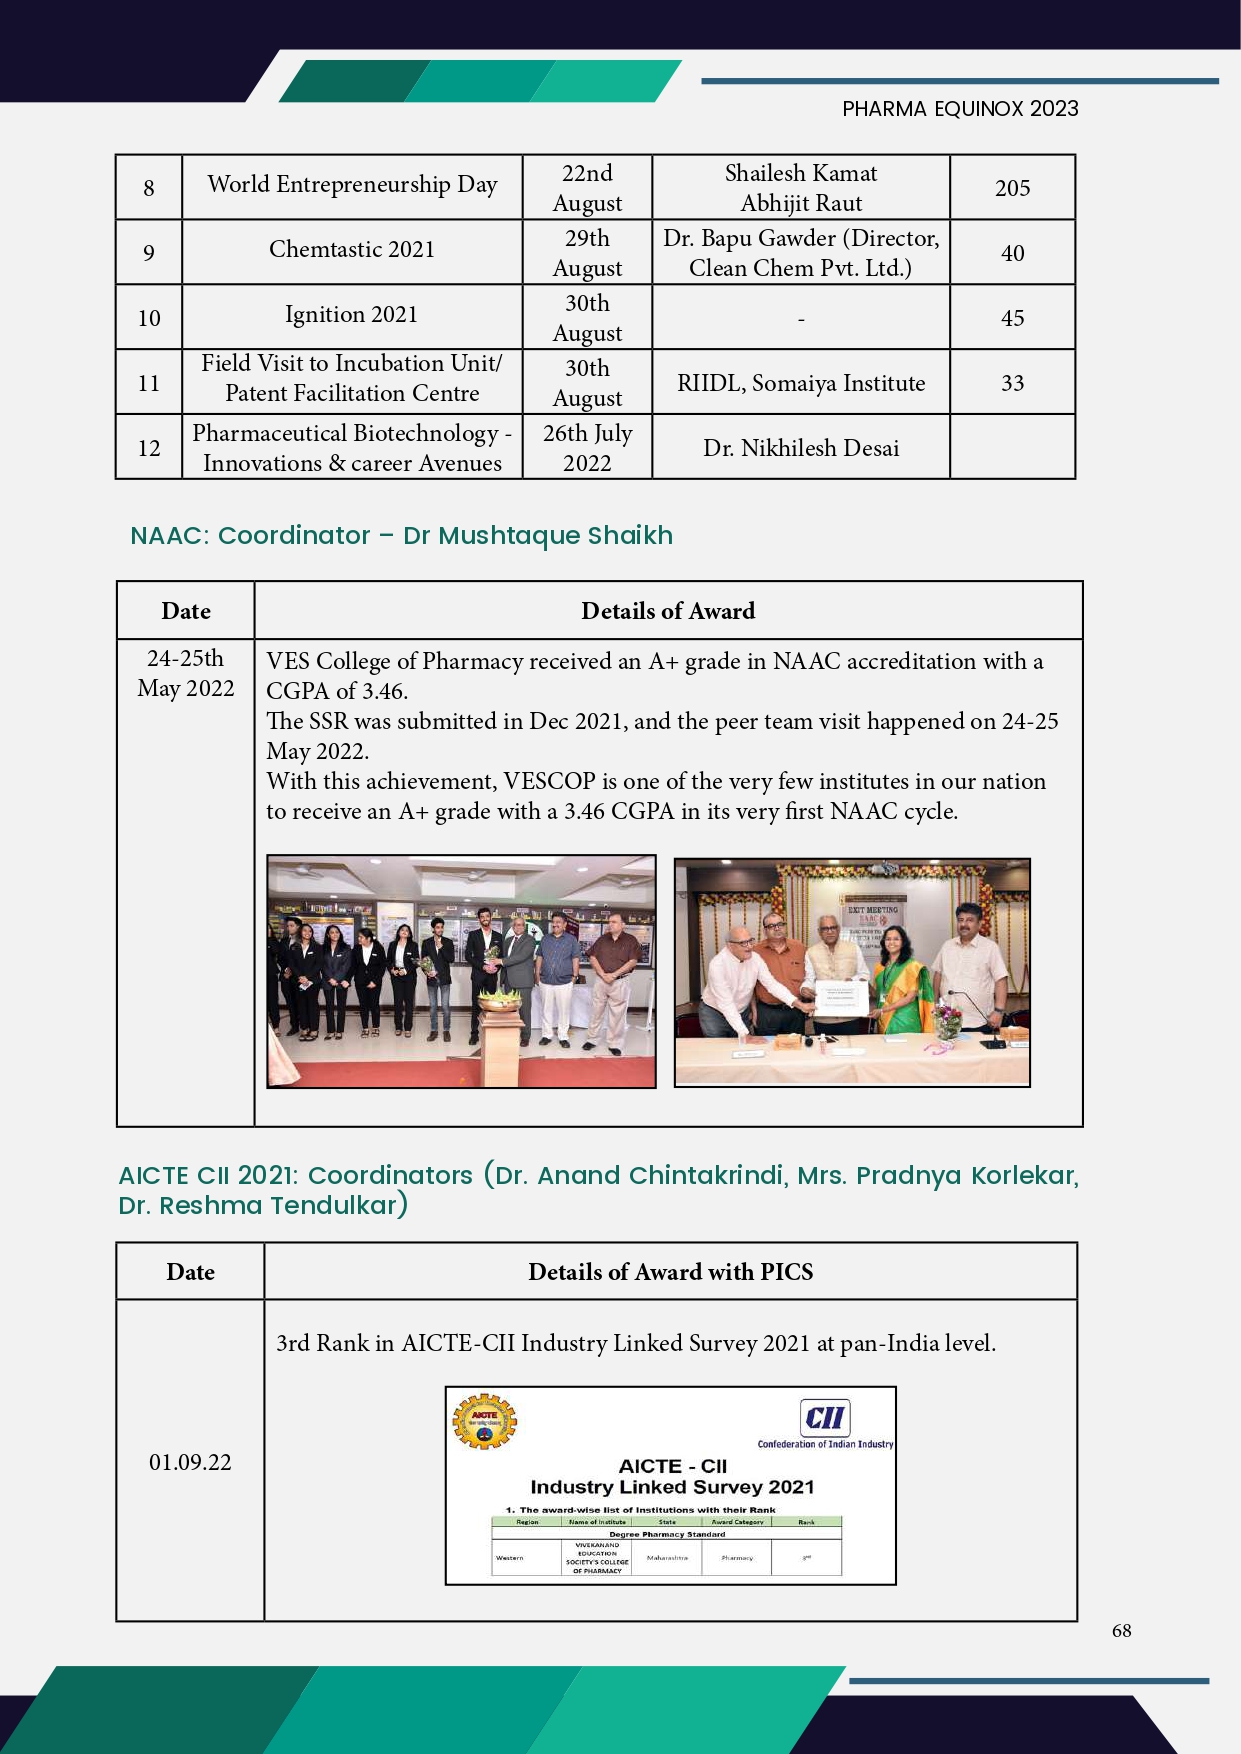 PHARMA EQUINOX 2023
8
World Entrepreneurship Day
22nd
August
Shailesh Kamat
Abhijit Raut
205
9
Chemtastic 2021
29th
August
Dr. Bapu Gawder (Director,
Clean Chem Pvt. Ltd.)
40
10
Ignition 2021
30th
August
-
45
11
Field Visit to Incubation Unit/
Patent Facilitation Centre
30th
August
RIIDL, Somaiya Institute
33
12
Pharmaceutical Biotechnology -
Innovations & career Avenues
26th July
2022
Dr. Nikhilesh Desai
NAAC: Coordinator – Dr Mushtaque Shaikh
Date
Details of Award
24-25th
May 2022
VES College of Pharmacy received an A+ grade in NAAC accreditation with a
CGPA of 3.46.
The SSR was submitted in Dec 2021, and the peer team visit happened on 24-25
May 2022.
With this achievement, VESCOP is one of the very few institutes in our nation
to receive an A+ grade with a 3.46 CGPA in its very first NAAC cycle.
EXIT MEETING
NAAC
AICTE CII 2021: Coordinators (Dr. Anand Chintakrindi, Mrs. Pradnya Korlekar,
Dr. Reshma Tendulkar)
Date
Details of Award with PICS
01.09.22
3rd Rank in AICTE-CII Industry Linked Survey 2021 at pan-India level.
AICTE
CII
Confederation of Indian Industry
AICTE - CII
Industry Linked Survey 2021
1. The award-wise list of Institutions with their Rank
Region
Name of Institute
State
Award Category
Rank
Degree Pharmacy Standard
Western
VIVEKANAND
EDUCATION
SOCIETY'S COLLEGE
OF PHARMACY
Maharashtra
Pharmacy
3rd
68